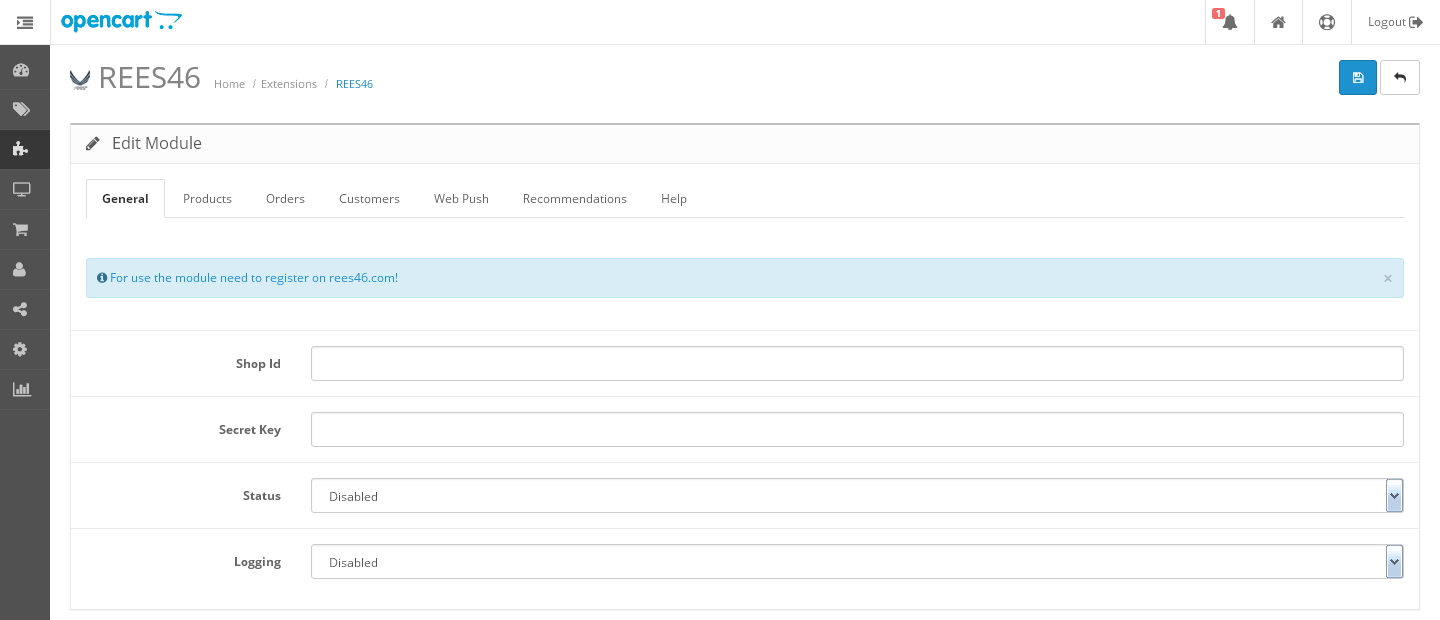 opencart
1
Logout
REES46 Home / Extensions / REES46
Edit Module
General Products Orders Customers Web Push Recommendations Help
For use the module need to register on rees46.com! ×
Shop Id
Secret Key
Status Disabled
Logging Disabled